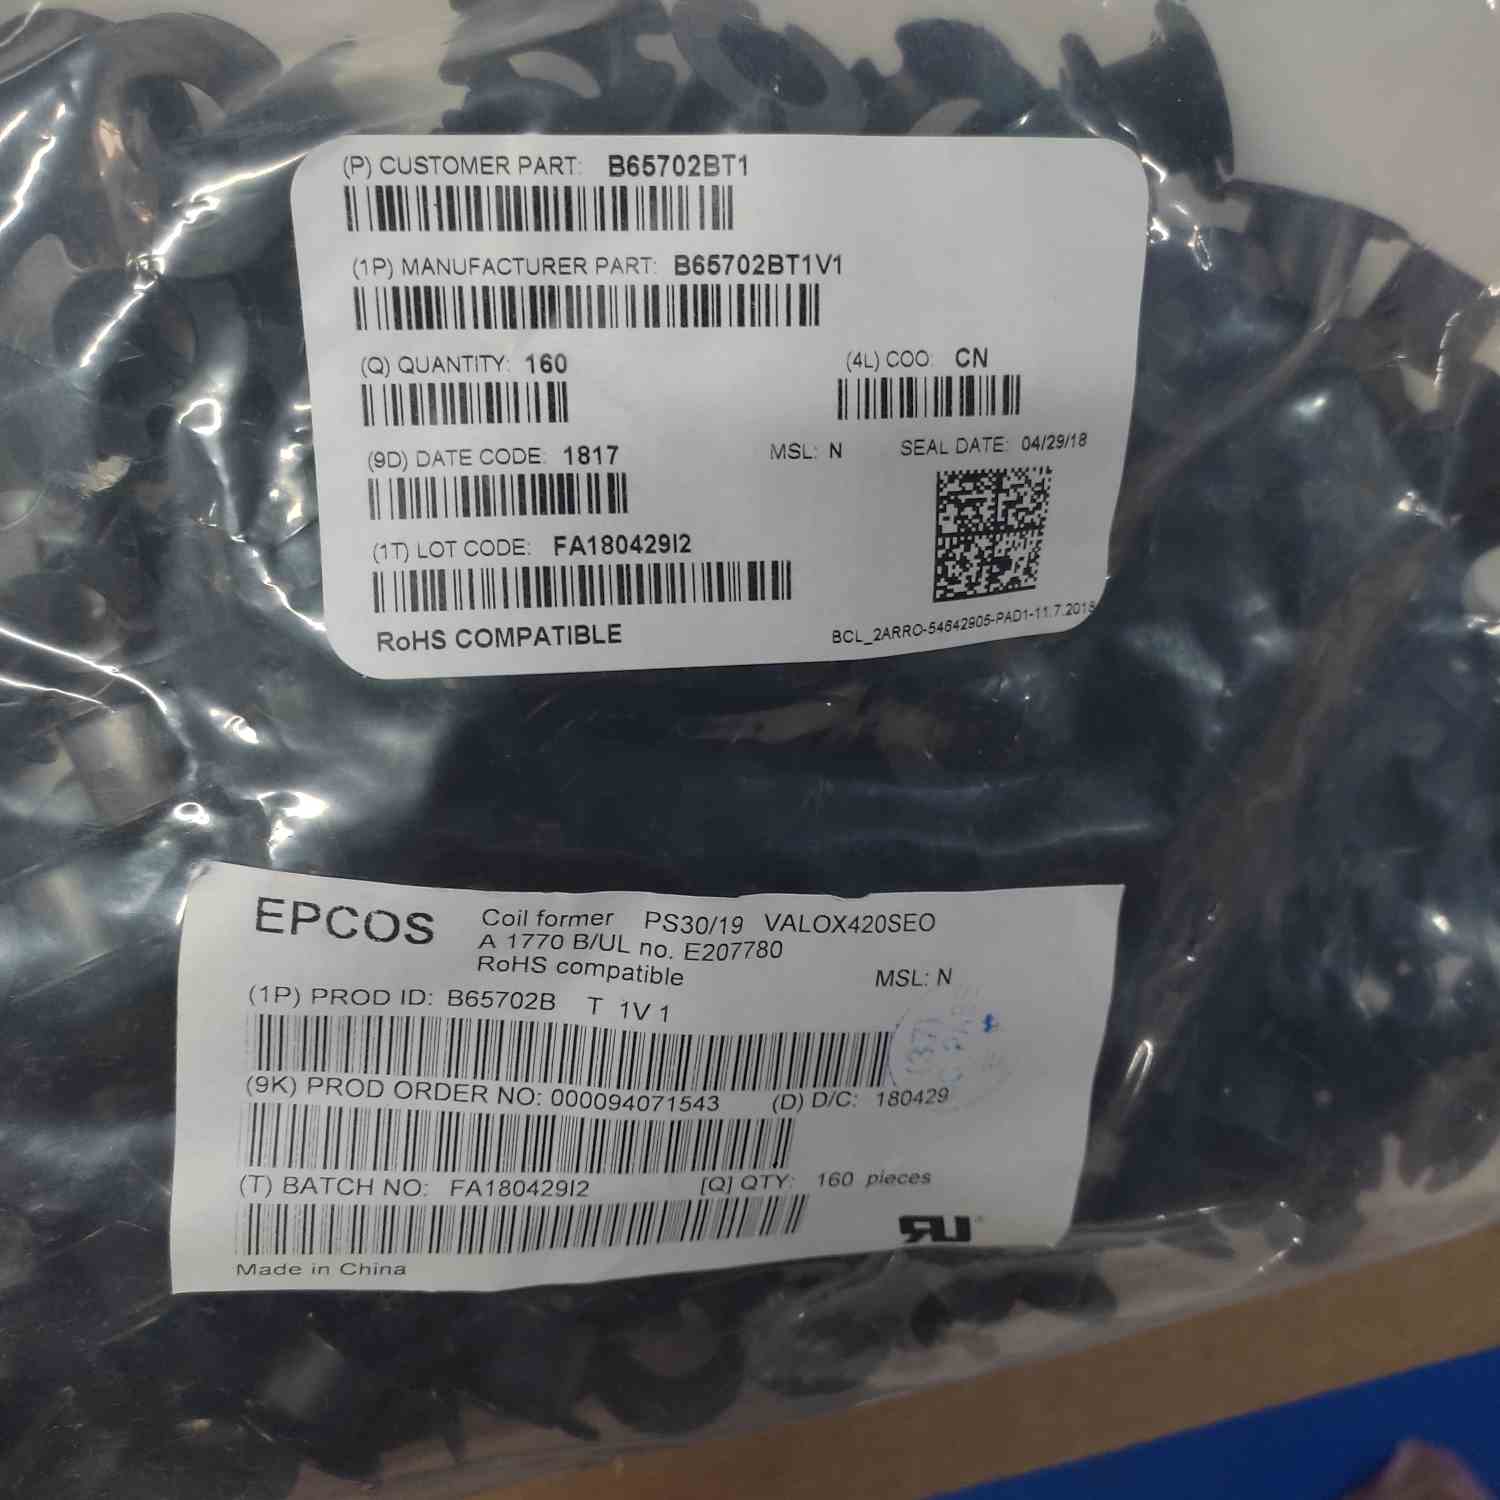 (P) CUSTOMER PART: B65702BT1
(1P) MANUFACTURER PART: B65702BT1V1
(Q) QUANTITY: 160
(4L) COO: CN
(9D) DATE CODE: 1817
MSL: N
SEAL DATE: 04/29/18
(1T) LOT CODE: FA180429I2
RoHS COMPATIBLE
BCL_2ARRO-54642905-PAD1-11.7.2018
EPCOS
Coil former PS30/19 VALOX420SEO
A 1770 B/UL no. E207780
RoHS compatible
MSL: N
(1P) PROD ID: B65702B T 1V 1
(9K) PROD ORDER NO: 000094071543
(D) D/C: 180429
(T) BATCH NO: FA180429I2
[Q] QTY: 160 pieces
Made in China